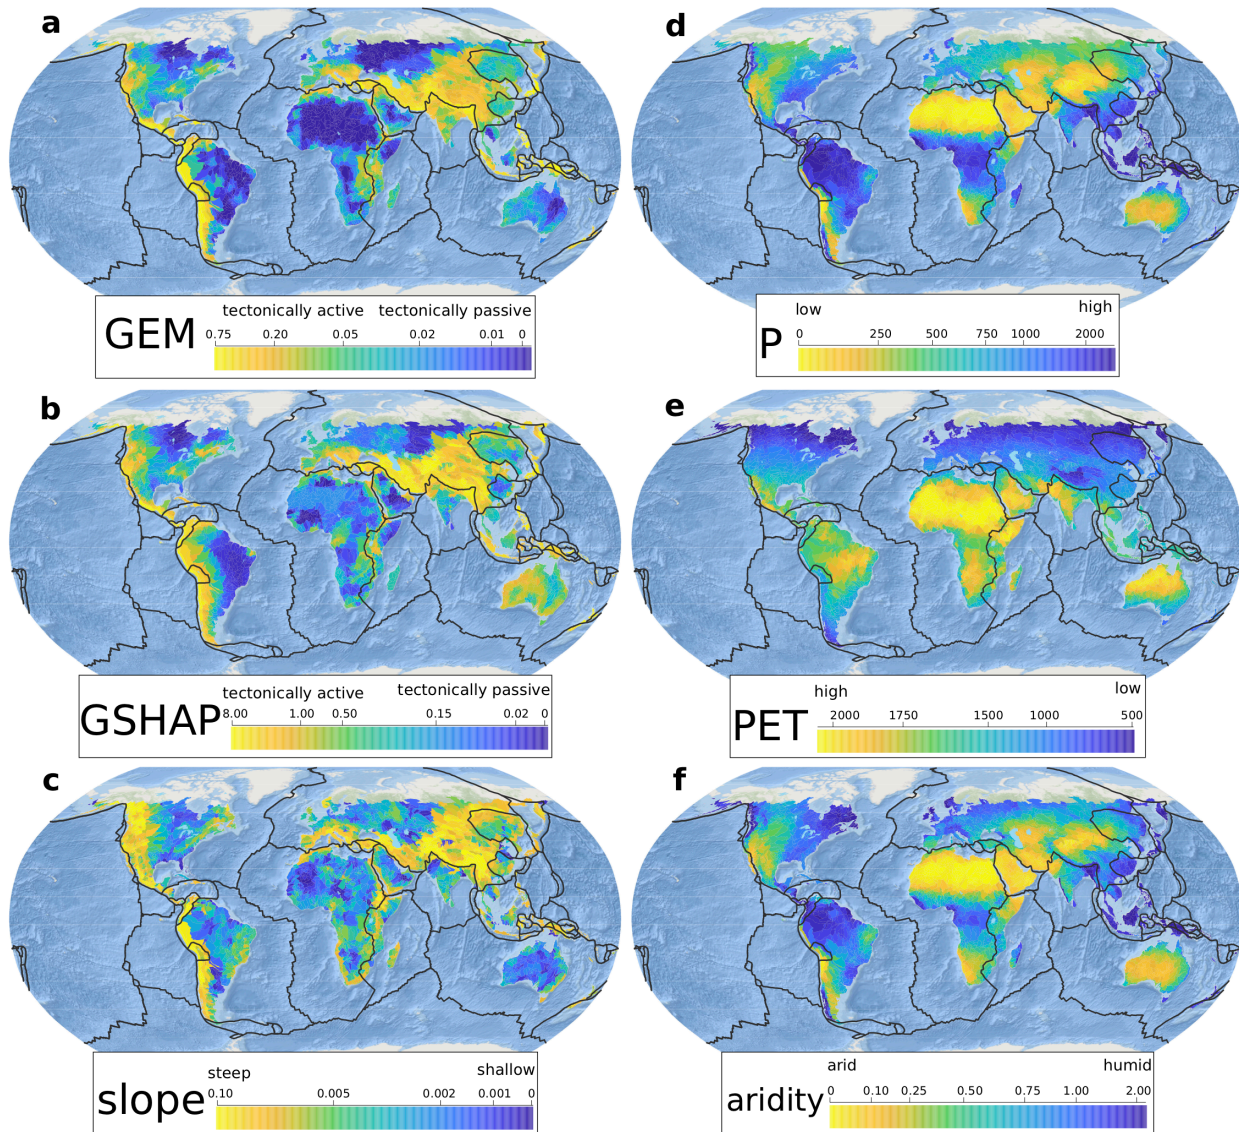 a
tectonically active tectonically passive
GEM
0.75 0.20 0.05 0.02 0.01 0
b
tectonically active tectonically passive
GSHAP
8.00 1.00 0.50 0.15 0.02 0
c
steep shallow
slope
0.10 0.005 0.002 0.001 0
d
low high
P
0 250 500 750 1000 2000
e
high low
PET
2000 1750 1500 1000 500
f
arid humid
aridity
0 0.10 0.25 0.50 0.75 1.00 2.00